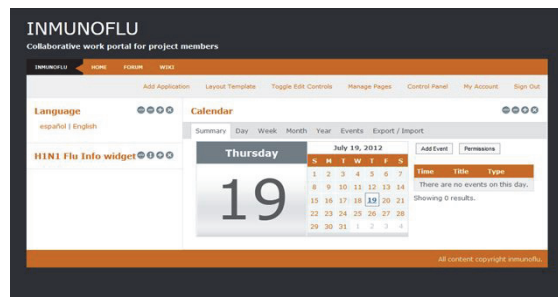 INMUNOFLU
Collaborative work portal for project members
INMUNOFLU HOME FORUM WIKI
Add Application Layout Template Toggle Edit Controls Manage Pages Control Panel My Account Sign Out
Language
español | English
H1N1 Flu Info widget
Calendar
Summary Day Week Month Year Events Export / Import
Thursday
19
July 19, 2012
S M T W T F S
1 2 3 4 5 6 7
8 9 10 11 12 13 14
15 16 17 18 19 20 21
22 23 24 25 26 27 28
29 30 31 1 2 3 4
Add Event Permissions
Time Title Type
There are no events on this day.
Showing 0 results.
All content copyright inmunoflu.